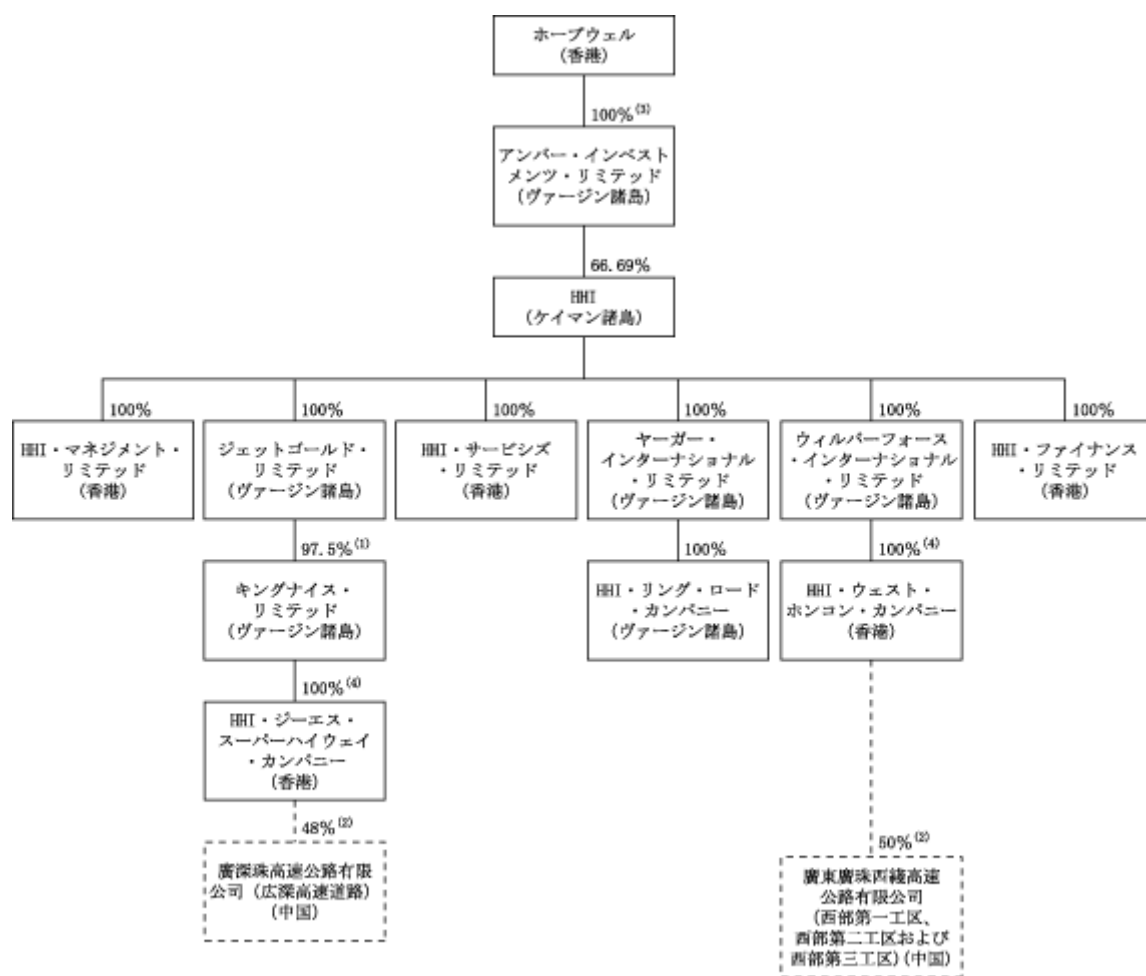 ホープウェル
(香港)
100%(3)
アンバー・インベスト
メンツ・リミテッド
(ヴァージン諸島)
66.69%
HHI
(ケイマン諸島)
100%
HHI・マネジメント・
リミテッド
(香港)
100%
ジェットゴールド・
リミテッド
(ヴァージン諸島)
100%
HHI・サービシズ
・リミテッド
(香港)
100%
ヤーガー・
インターナショナル
・リミテッド
(ヴァージン諸島)
100%
ウィルバーフォース
・インターナショナル
・リミテッド
(ヴァージン諸島)
100%
HHI・ファイナンス
・リミテッド
(香港)
97.5%(1)
キングナイス・
リミテッド
(ヴァージン諸島)
100%
HHI・リング・ロード
・カンパニー
(ヴァージン諸島)
100%(4)
HHI・ウェスト・
ホンコン・カンパニー
(香港)
100%(4)
HHI・ジーエス・
スーパーハイウェイ
・カンパニー
(香港)
48%(2)
廣深珠高速公路有限
公司 (広深高速道路)
(中国)
50%(2)
廣東廣珠西綫高速
公路有限公司
(西部第一工区、
西部第二工区および
西部第三工区) (中国)